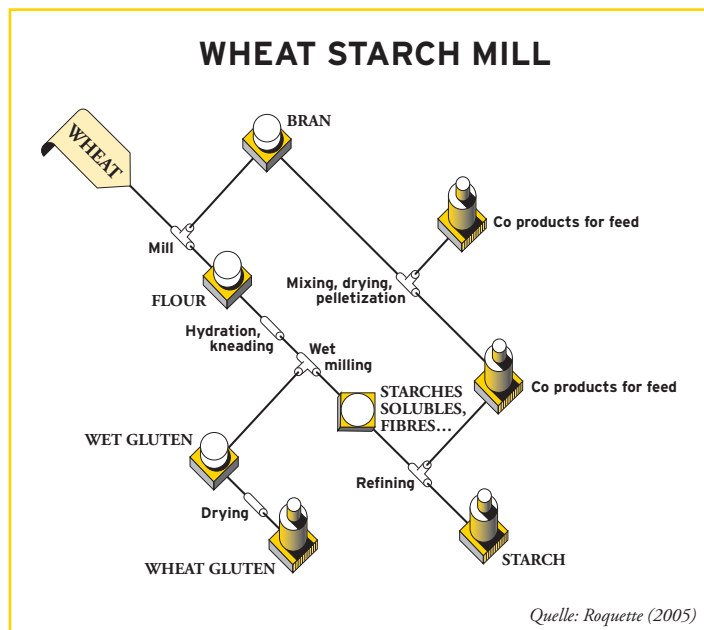 WHEAT STARCH MILL
WHEAT
BRAN
Co products for feed
Mill
Mixing, drying,
pelletization
FLOUR
Hydration,
kneading
Wet
milling
Co products for feed
STARCHES
SOLUBLES,
FIBRES...
WET GLUTEN
Refining
Drying
STARCH
WHEAT GLUTEN
Quelle: Roquette (2005)